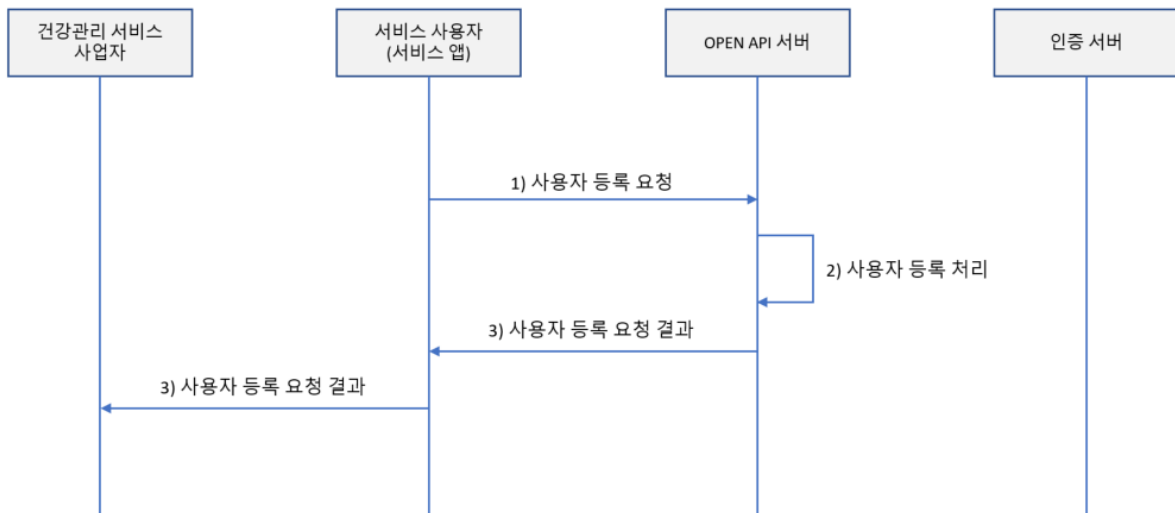 건강관리 서비스
사업자
서비스 사용자
(서비스 앱)
OPEN API 서버
인증 서버
1) 사용자 등록 요청
2) 사용자 등록 처리
3) 사용자 등록 요청 결과
3) 사용자 등록 요청 결과